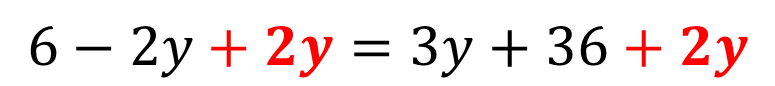 6 − 2y + 2y = 3y + 36 + 2y